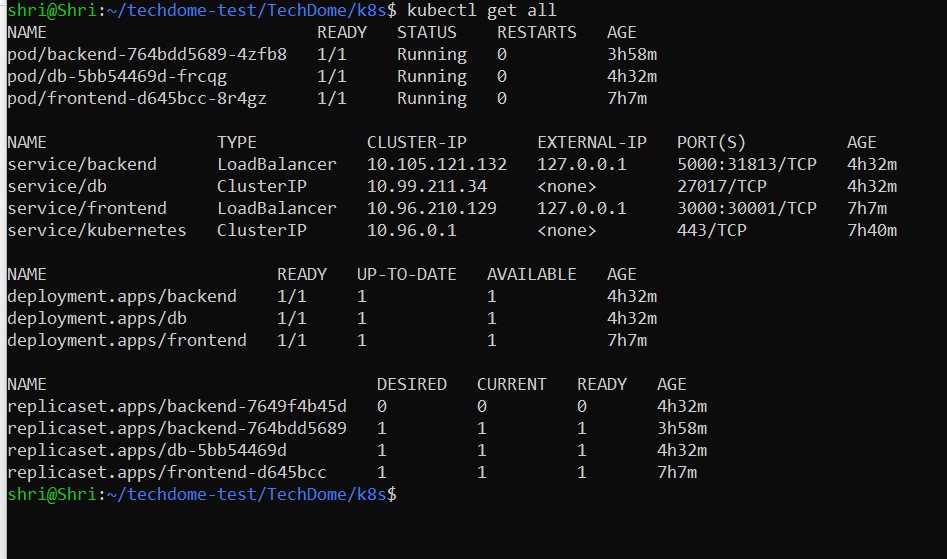 shri@Shri:~/techdome-test/TechDome/k8s$ kubectl get all
NAME                           READY   STATUS    RESTARTS   AGE
pod/backend-764bdd5689-4zfb8   1/1     Running   0          3h58m
pod/db-5bb54469d-frcqg         1/1     Running   0          4h32m
pod/frontend-d645bcc-8r4gz     1/1     Running   0          7h7m

NAME                 TYPE           CLUSTER-IP       EXTERNAL-IP   PORT(S)          AGE
service/backend      LoadBalancer   10.105.121.132   127.0.0.1     5000:31813/TCP   4h32m
service/db           ClusterIP      10.99.211.34     <none>        27017/TCP        4h32m
service/frontend     LoadBalancer   10.96.210.129    127.0.0.1     3000:30001/TCP   7h7m
service/kubernetes   ClusterIP      10.96.0.1        <none>        443/TCP          7h40m

NAME                       READY   UP-TO-DATE   AVAILABLE   AGE
deployment.apps/backend    1/1     1            1           4h32m
deployment.apps/db         1/1     1            1           4h32m
deployment.apps/frontend   1/1     1            1           7h7m

NAME                                 DESIRED   CURRENT   READY   AGE
replicaset.apps/backend-7649f4b45d   0         0         0       4h32m
replicaset.apps/backend-764bdd5689   1         1         1       3h58m
replicaset.apps/db-5bb54469d         1         1         1       4h32m
replicaset.apps/frontend-d645bcc     1         1         1       7h7m
shri@Shri:~/techdome-test/TechDome/k8s$